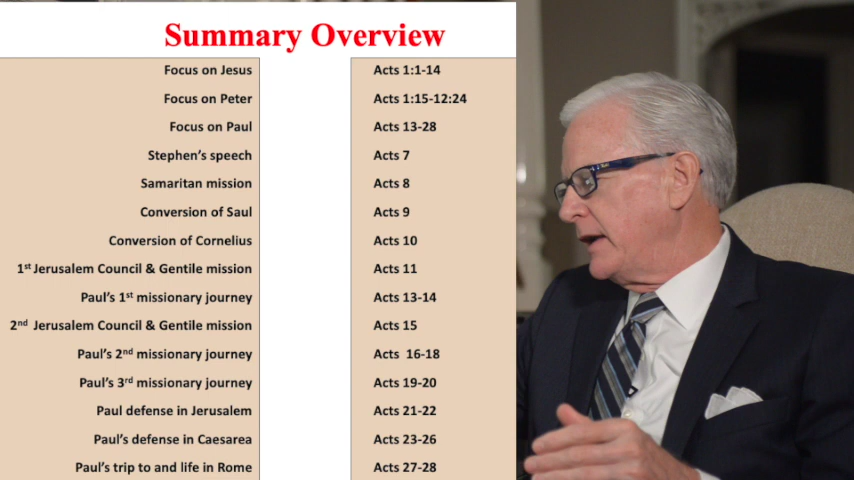 Summary Overview
Focus on Jesus Acts 1:1-14
Focus on Peter Acts 1:15-12:24
Focus on Paul Acts 13-28
Stephen's speech Acts 7
Samaritan mission Acts 8
Conversion of Saul Acts 9
Conversion of Cornelius Acts 10
1st Jerusalem Council & Gentile mission Acts 11
Paul's 1st missionary journey Acts 13-14
2nd Jerusalem Council & Gentile mission Acts 15
Paul's 2nd missionary journey Acts 16-18
Paul's 3rd missionary journey Acts 19-20
Paul defense in Jerusalem Acts 21-22
Paul's defense in Caesarea Acts 23-26
Paul's trip to and life in Rome Acts 27-28